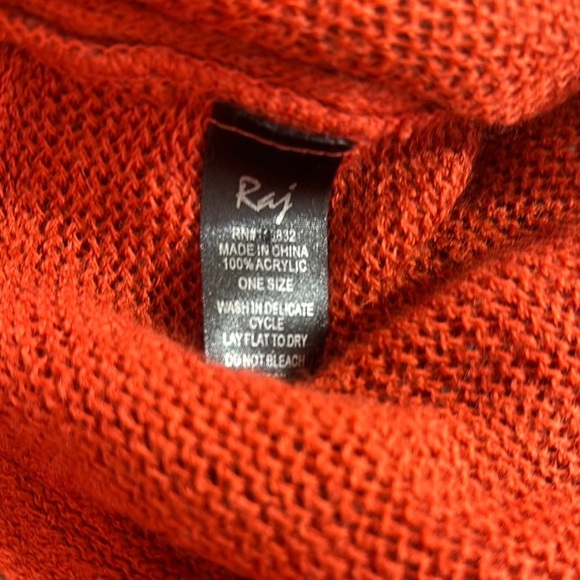 Raj
MADE IN CHINA
100% ACRYLIC
ONE SIZE
WASH IN DELICATE
CYCLE
LAY FLAT TO DRY
DO NOT BLEACH